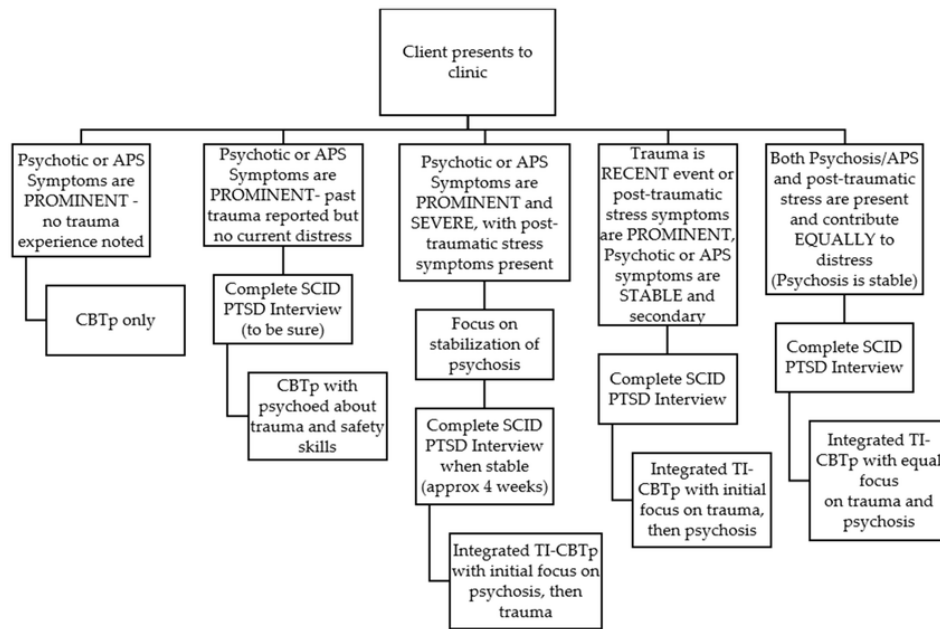 Client presents to
clinic
Psychotic or APS
Symptoms are
PROMINENT -
no trauma
experience noted
CBTp only
Psychotic or APS
Symptoms are
PROMINENT- past
trauma reported but
no current distress
Complete SCID
PTSD Interview
(to be sure)
CBTp with
psychoed about
trauma and safety
skills
Psychotic or APS
Symptoms are
PROMINENT and
SEVERE, with post-
traumatic stress
symptoms present
Focus on
stabilization of
psychosis
Complete SCID
PTSD Interview
when stable
(approx 4 weeks)
Integrated TI-CBTp
with initial focus on
psychosis, then
trauma
Trauma is
RECENT event or
post-traumatic
stress symptoms
are PROMINENT,
Psychotic or APS
symptoms are
STABLE and
secondary
Complete SCID
PTSD Interview
Integrated TI-
CBTp with initial
focus on trauma,
then psychosis
Both Psychosis/APS
and post-traumatic
stress are present
and contribute
EQUALLY to
distress
(Psychosis is stable)
Complete SCID
PTSD Interview
Integrated TI-
CBTp with equal
focus
on trauma and
psychosis